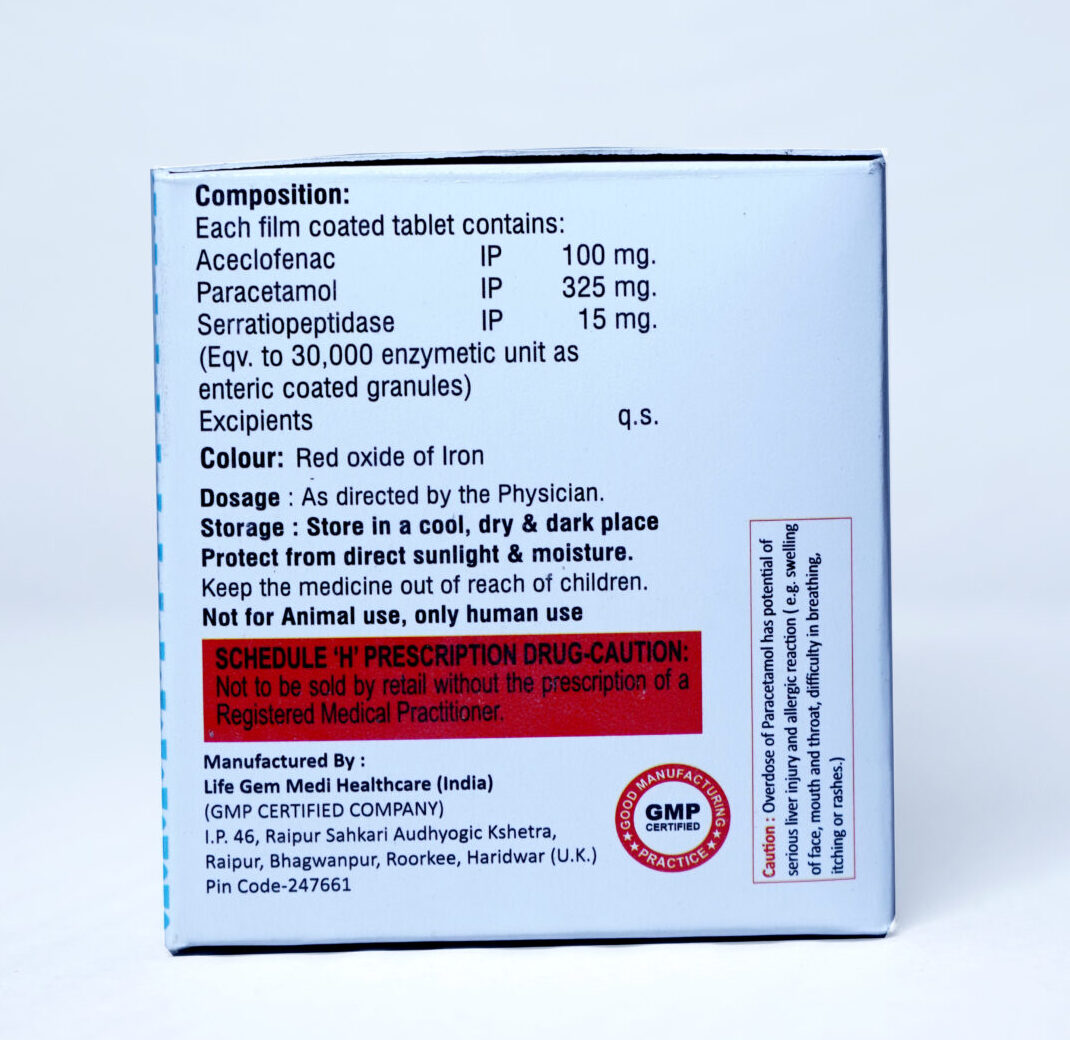 Composition:
Each film coated tablet contains:
Aceclofenac IP 100 mg.
Paracetamol IP 325 mg.
Serratiopeptidase IP 15 mg.
(Eqv. to 30,000 enzymetic unit as
enteric coated granules)
Excipients q.s.
Colour: Red oxide of Iron
Dosage : As directed by the Physician.
Storage : Store in a cool, dry & dark place
Protect from direct sunlight & moisture.
Keep the medicine out of reach of children.
Not for Animal use, only human use
SCHEDULE 'H' PRESCRIPTION DRUG-CAUTION:
Not to be sold by retail without the prescription of a
Registered Medical Practitioner.
Manufactured By :
Life Gem Medi Healthcare (India)
(GMP CERTIFIED COMPANY)
I.P. 46, Raipur Sahkari Audhyogic Kshetra,
Raipur, Bhagwanpur, Roorkee, Haridwar (U.K.)
Pin Code-247661
GOOD MANUFACTURING
GMP
CERTIFIED
PRACTICE
Caution : Overdose of Paracetamol has potential of
serious liver injury and allergic reaction ( e.g. swelling
of face, mouth and throat, difficulty in breathing,
itching or rashes.)